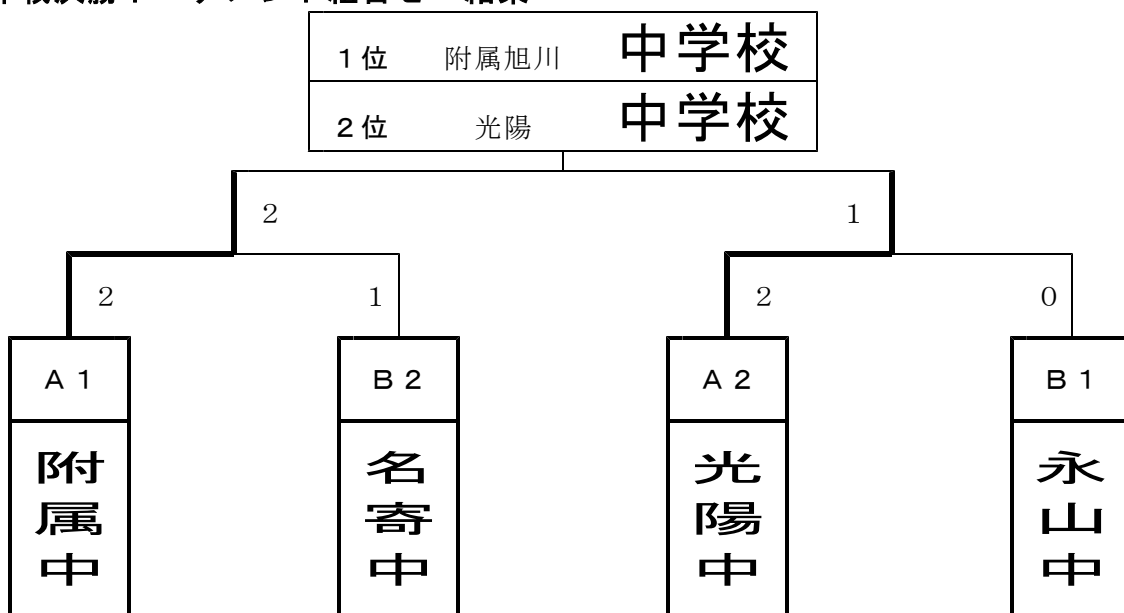 1位 附属旭川 中学校
2位 光陽 中学校
2 1
2 1 2 0
A1 B2 A2 B1
附属中 名寄中 光陽中 永山中